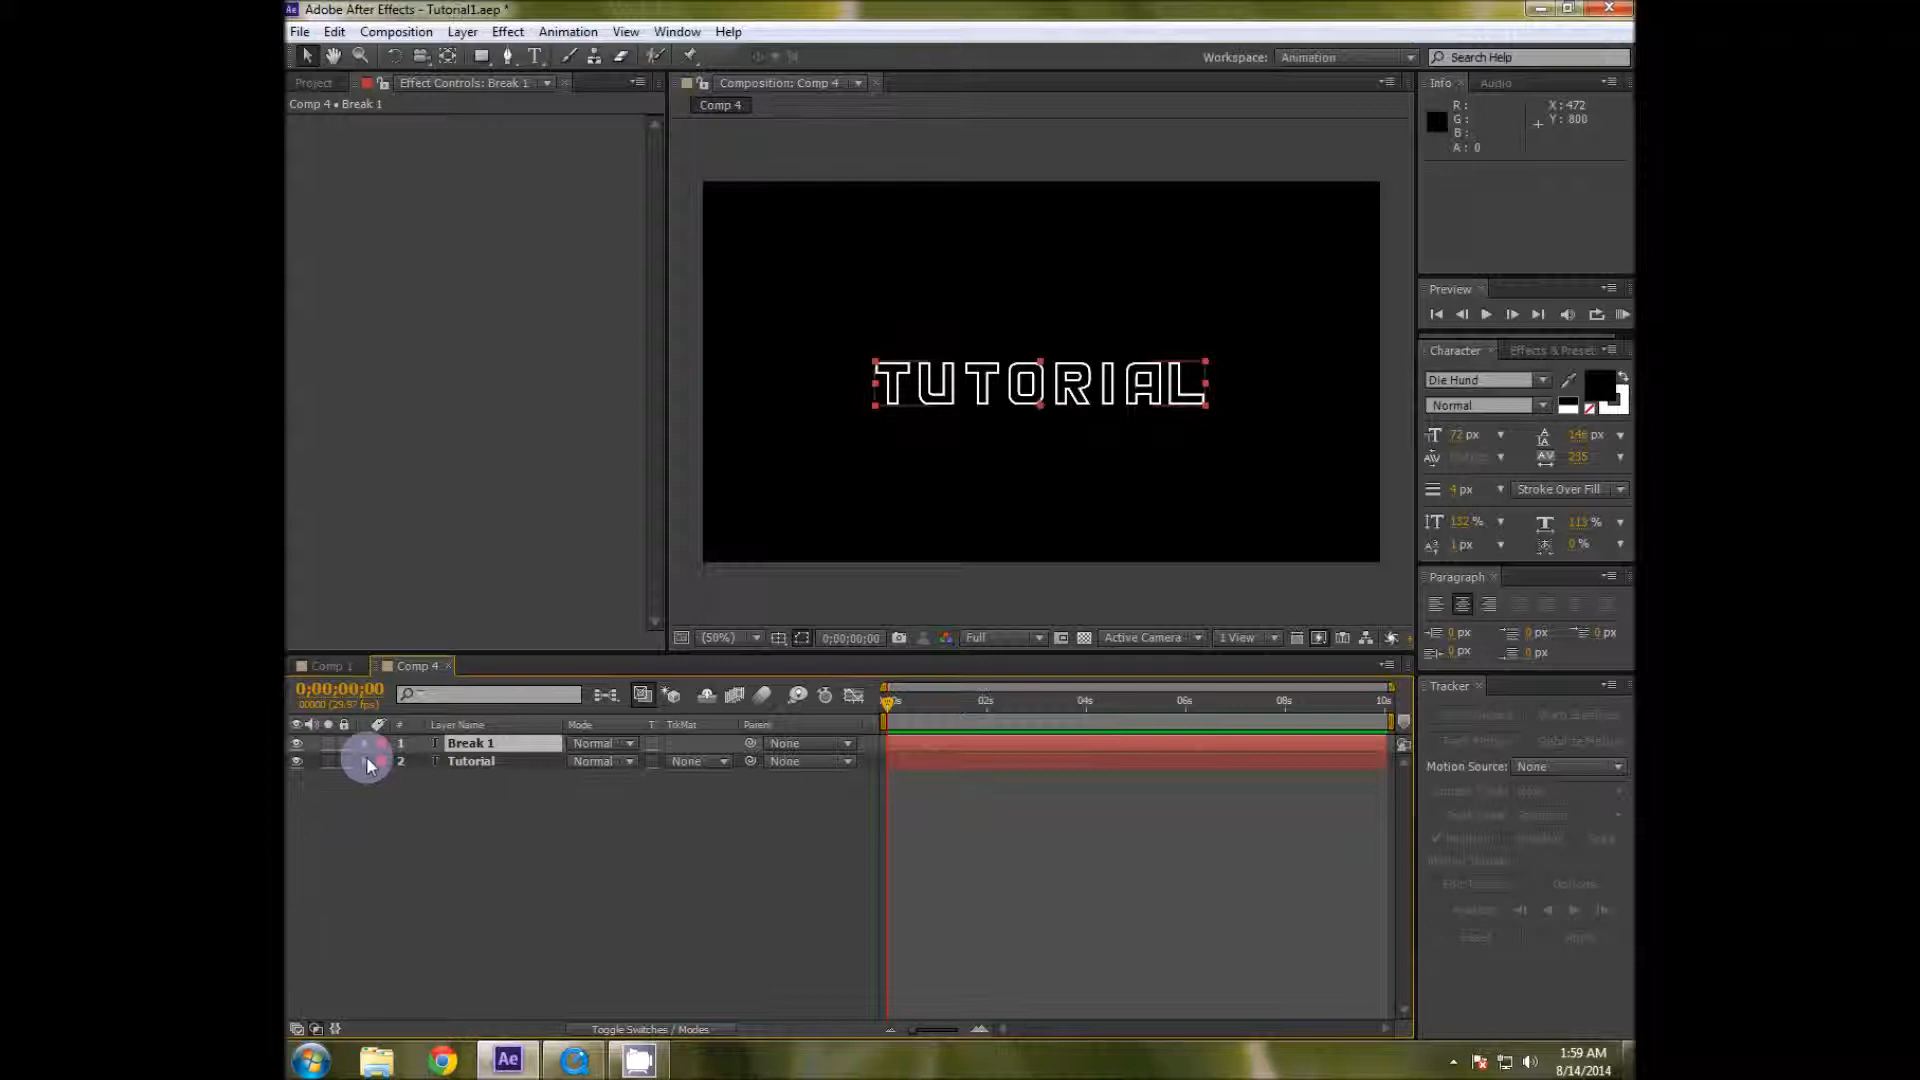 Adobe After Effects - Tutorial1.aep *
File Edit Composition Layer Effect Animation View Window Help
Workspace: Animation Search Help
Project Effect Controls: Break 1 Composition: Comp 4 Info Audio
Comp 4 • Break 1 Comp 4
R: X: 472
G: Y: 800
B:
A: 0
TUTORIAL
Preview
Character Effects & Preset
Die Hund
Normal
72 px 146 px
235
4 px Stroke Over Fill
132 % 113 %
1 px 0 %
Paragraph
0 px 0 px 0 px
0 px 0 px
(50%) 0;00;00;00 Full Active Camera 1 View
Comp 1 Comp 4
0;00;00;00
00000 (29.97 fps)
02s 04s 06s 08s 10s
# Layer Name Mode T TrkMat Parent
1 T Break 1 Normal None
2 T Tutorial Normal None None
Tracker
Motion Source: None
Toggle Switches / Modes
Ae
1:59 AM
8/14/2014